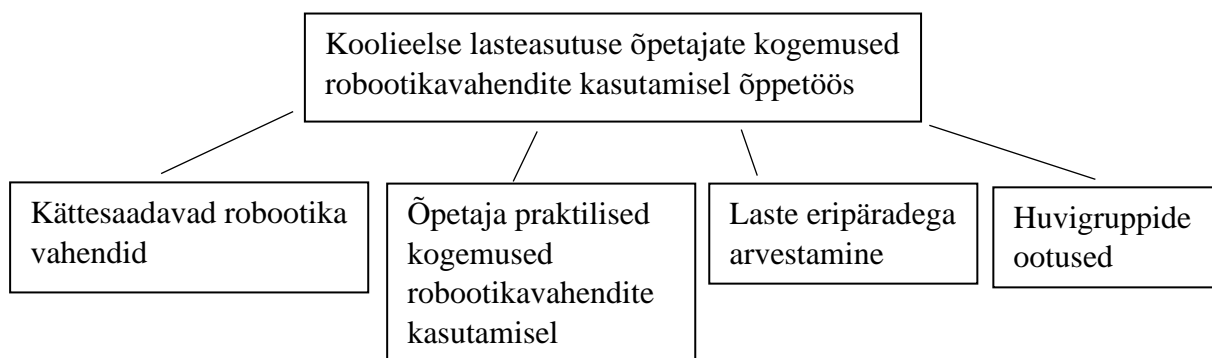 Koolieelse lasteasutuse õpetajate kogemused
robootikavahendite kasutamisel õppetöös
Kättesaadavad robootika
vahendid
Õpetaja praktilised
kogemused
robootikavahendite
kasutamisel
Laste eripäradega
arvestamine
Huvigruppide
ootused